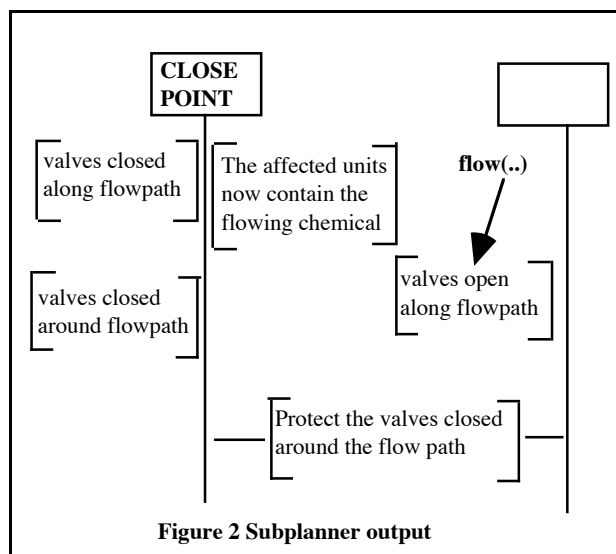 CLOSE
POINT
valves closed
along flowpath
The affected units
now contain the
flowing chemical
flow(..)
valves closed
around flowpath
valves open
along flowpath
Protect the valves closed
around the flow path
Figure 2 Subplanner output